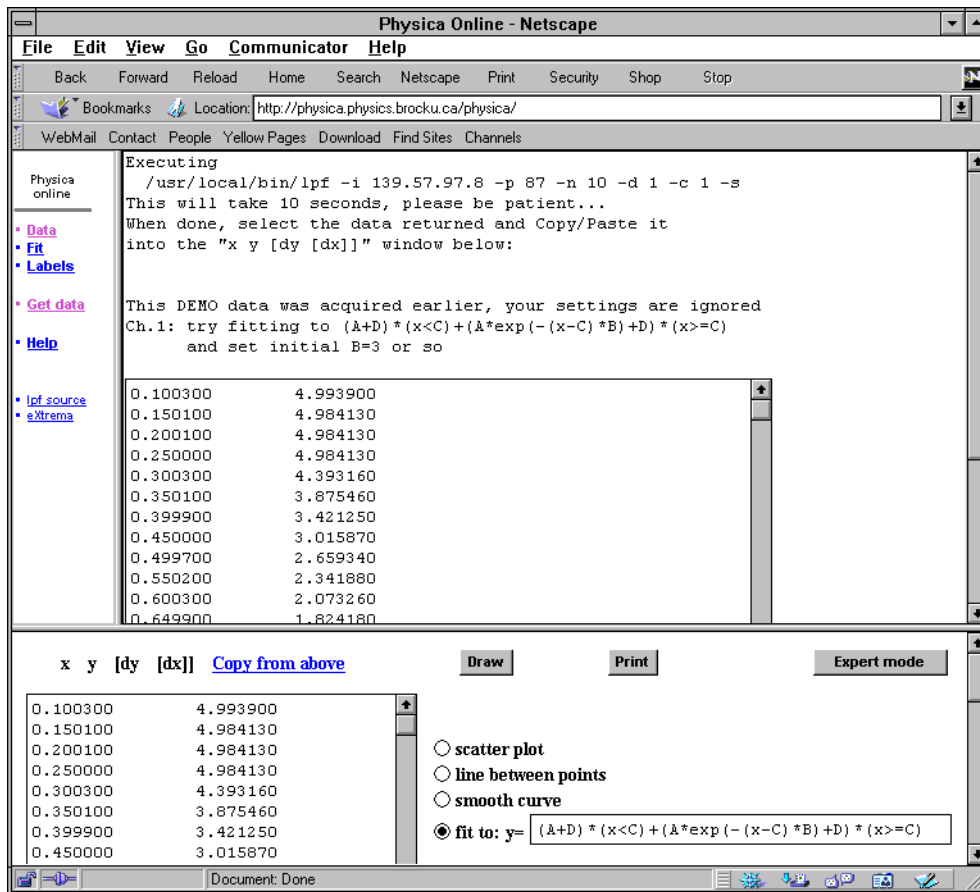 Physica Online - Netscape
File Edit View Go Communicator Help
Back Forward Reload Home Search Netscape Print Security Shop Stop
Bookmarks Location: http://physica.physics.brocku.ca/physica/
WebMail Contact People Yellow Pages Download Find Sites Channels
Physica
online
Data
Fit
Labels
Get data
Help
lpf source
eXtrema
Executing
/usr/local/bin/lpf -i 139.57.97.8 -p 87 -n 10 -d 1 -c 1 -s
This will take 10 seconds, please be patient...
When done, select the data returned and Copy/Paste it
into the "x y [dy [dx]]" window below:
This DEMO data was acquired earlier, your settings are ignored
Ch.1: try fitting to (A+D)*(x<C)+(A*exp(-(x-C)*B)+D)*(x>=C)
and set initial B=3 or so
0.100300 4.993900
0.150100 4.984130
0.200100 4.984130
0.250000 4.984130
0.300300 4.393160
0.350100 3.875460
0.399900 3.421250
0.450000 3.015870
0.499700 2.659340
0.550200 2.341880
0.600300 2.073260
0.649900 1.824180
x y [dy [dx]] Copy from above Draw Print Expert mode
0.100300 4.993900
0.150100 4.984130
0.200100 4.984130
0.250000 4.984130
0.300300 4.393160
0.350100 3.875460
0.399900 3.421250
0.450000 3.015870
scatter plot
line between points
smooth curve
fit to: y= (A+D)*(x<C)+(A*exp(-(x-C)*B)+D)*(x>=C)
Document: Done